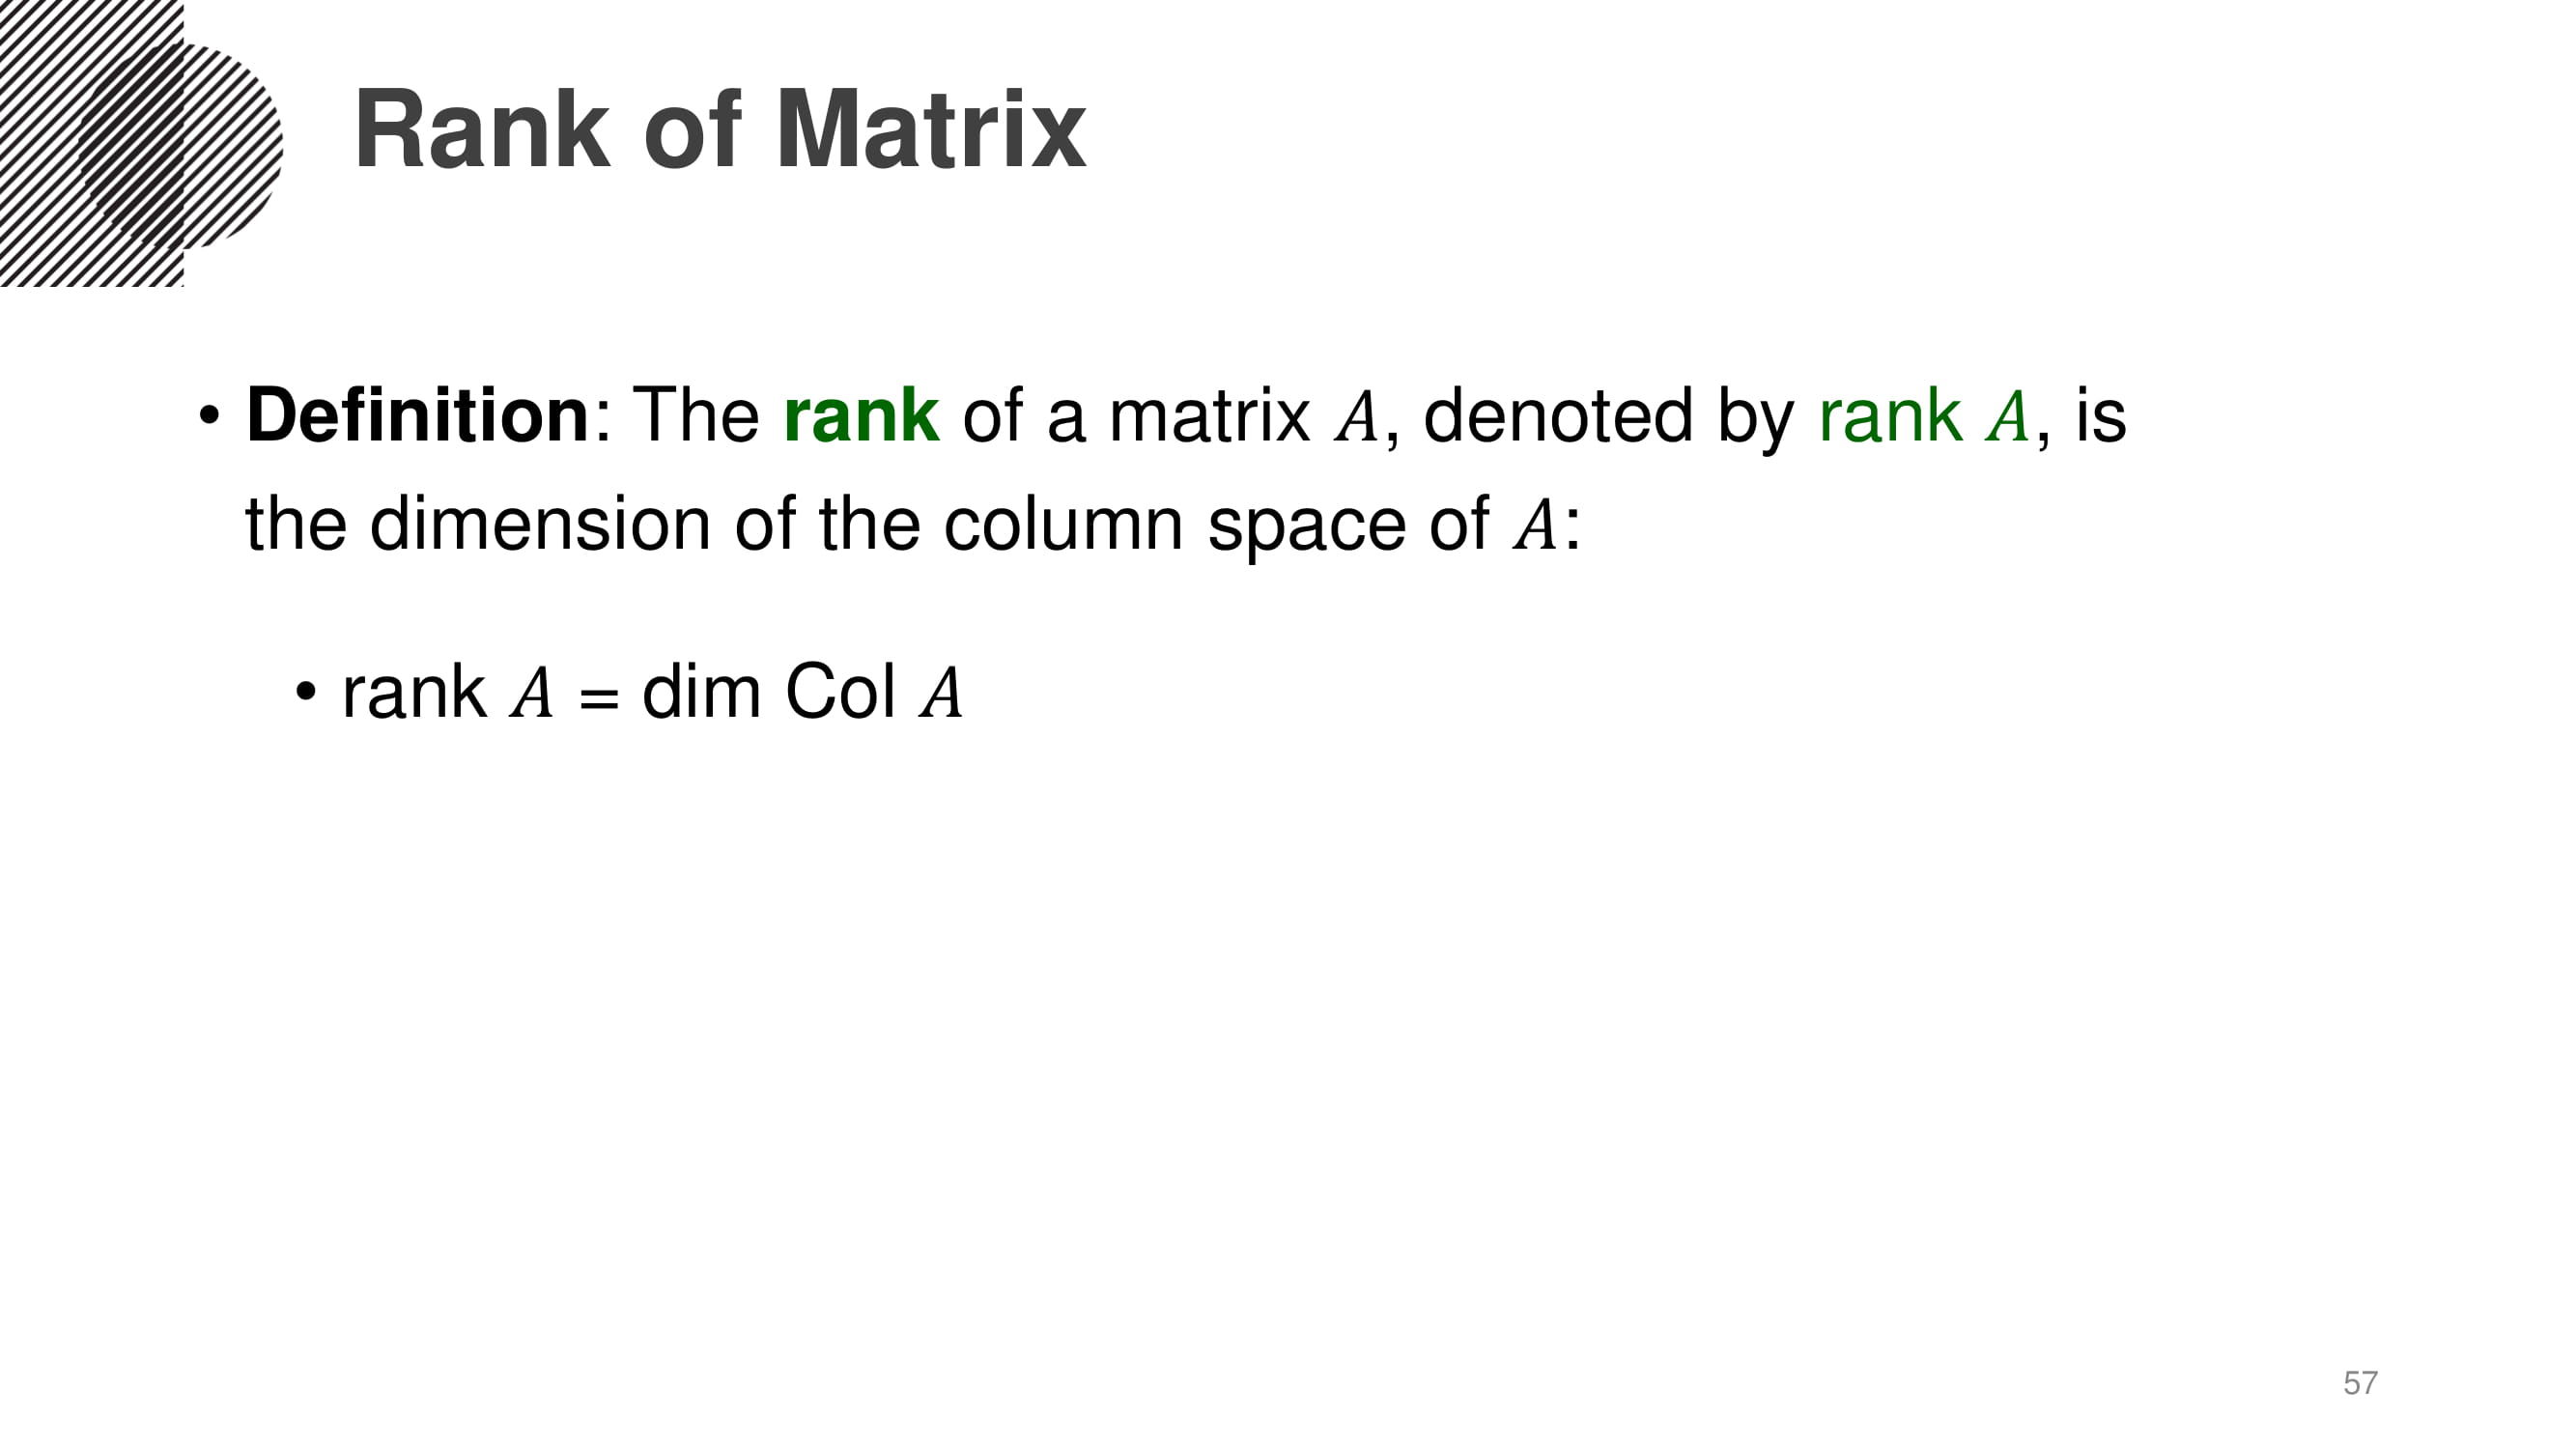 Rank of Matrix
• Definition: The rank of a matrix A, denoted by rank A, is
the dimension of the column space of A:
• rank A = dim Col A
57